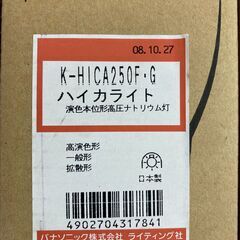 08.10.27
K-HICA250F・G
ハイカライト
演色本位形高圧ナトリウム灯
高演色形
一般形
拡散形
日本製
4902704317841
パナソニック株式会社 ライティング社